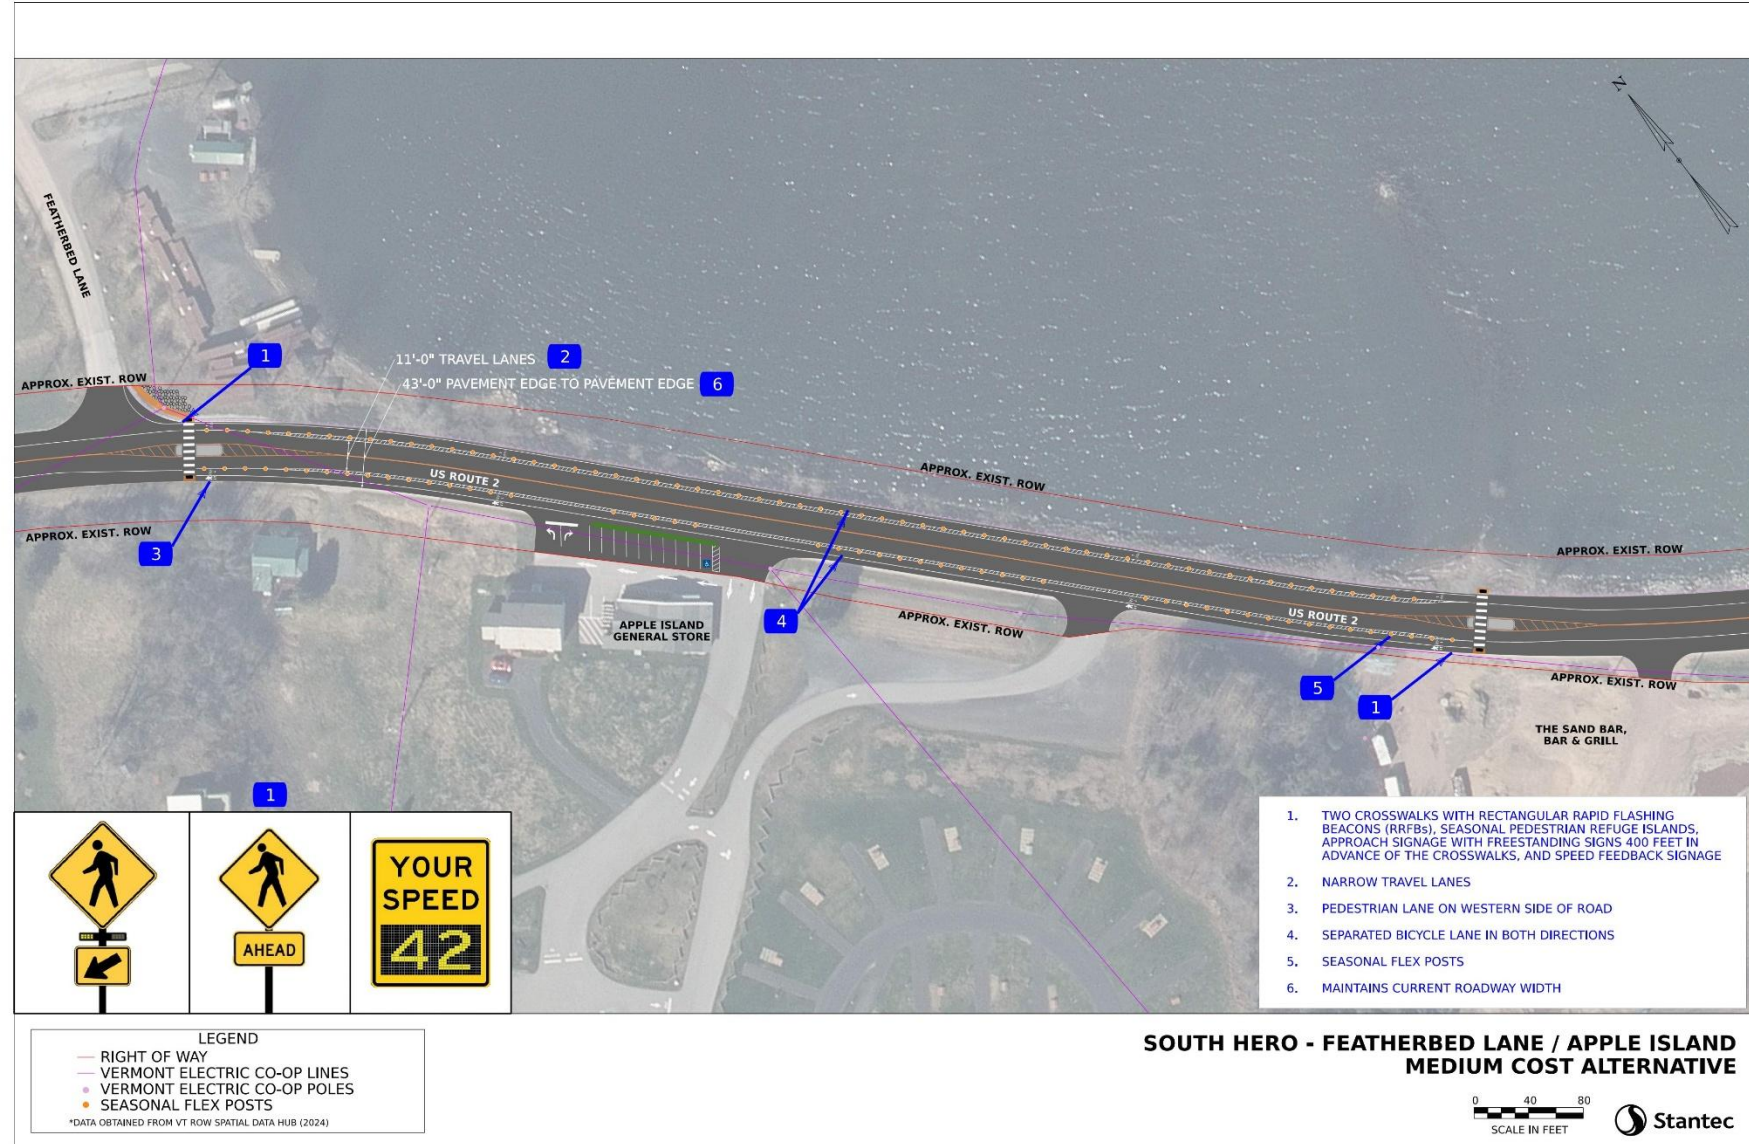 N
FEATHERBED LANE
1
11'-0" TRAVEL LANES 2
43'-0" PAVEMENT EDGE TO PAVEMENT EDGE 6
APPROX. EXIST. ROW
APPROX. EXIST. ROW
APPROX. EXIST. ROW
US ROUTE 2
APPROX. EXIST. ROW
3
4
APPLE ISLAND
GENERAL STORE
APPROX. EXIST. ROW
US ROUTE 2
5
1
APPROX. EXIST. ROW
THE SAND BAR,
BAR & GRILL
1
AHEAD
YOUR
SPEED
42
1. TWO CROSSWALKS WITH RECTANGULAR RAPID FLASHING
BEACONS (RRFBs), SEASONAL PEDESTRIAN REFUGE ISLANDS,
APPROACH SIGNAGE WITH FREESTANDING SIGNS 400 FEET IN
ADVANCE OF THE CROSSWALKS, AND SPEED FEEDBACK SIGNAGE
2. NARROW TRAVEL LANES
3. PEDESTRIAN LANE ON WESTERN SIDE OF ROAD
4. SEPARATED BICYCLE LANE IN BOTH DIRECTIONS
5. SEASONAL FLEX POSTS
6. MAINTAINS CURRENT ROADWAY WIDTH
LEGEND
RIGHT OF WAY
VERMONT ELECTRIC CO-OP LINES
VERMONT ELECTRIC CO-OP POLES
SEASONAL FLEX POSTS
*DATA OBTAINED FROM VT ROW SPATIAL DATA HUB (2024)
SOUTH HERO - FEATHERBED LANE / APPLE ISLAND
MEDIUM COST ALTERNATIVE
0 40 80
SCALE IN FEET
Stantec